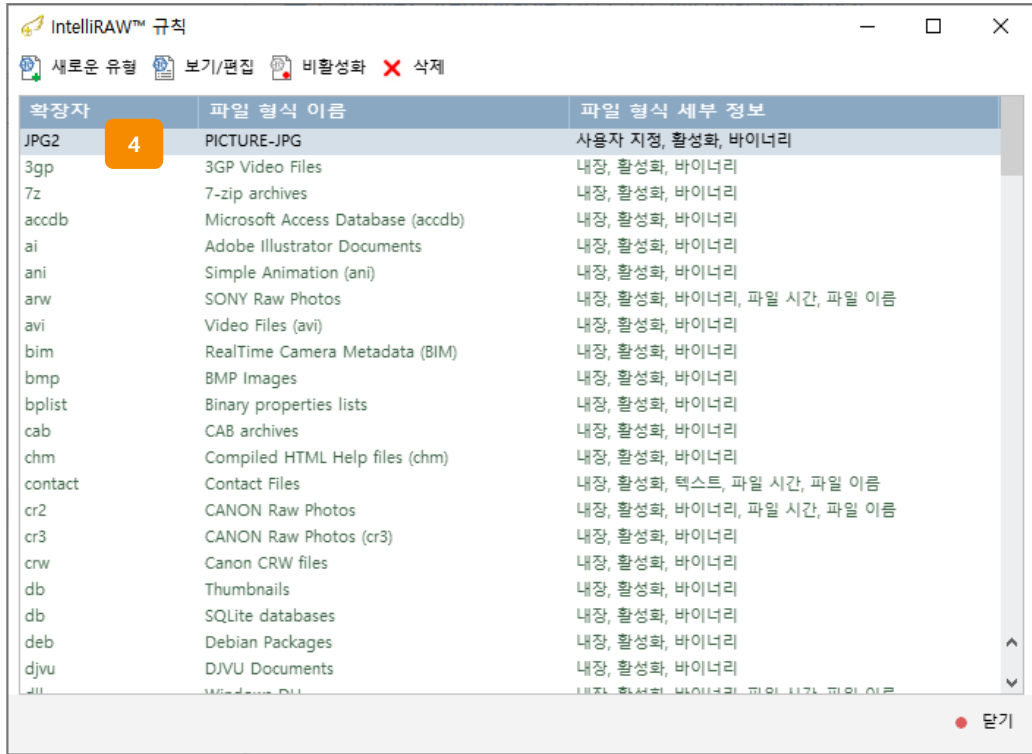 IntelliRAW™ 규칙
새로운 유형 보기/편집 비활성화 삭제
확장자 파일 형식 이름 파일 형식 세부 정보
JPG2 4 PICTURE-JPG 사용자 지정, 활성화, 바이너리
3gp 3GP Video Files 내장, 활성화, 바이너리
7z 7-zip archives 내장, 활성화, 바이너리
accdb Microsoft Access Database (accdb) 내장, 활성화, 바이너리
ai Adobe Illustrator Documents 내장, 활성화, 바이너리
ani Simple Animation (ani) 내장, 활성화, 바이너리
arw SONY Raw Photos 내장, 활성화, 바이너리, 파일 시간, 파일 이름
avi Video Files (avi) 내장, 활성화, 바이너리
bim RealTime Camera Metadata (BIM) 내장, 활성화, 바이너리
bmp BMP Images 내장, 활성화, 바이너리
bplist Binary properties lists 내장, 활성화, 바이너리
cab CAB archives 내장, 활성화, 바이너리
chm Compiled HTML Help files (chm) 내장, 활성화, 바이너리
contact Contact Files 내장, 활성화, 텍스트, 파일 시간, 파일 이름
cr2 CANON Raw Photos 내장, 활성화, 바이너리, 파일 시간, 파일 이름
cr3 CANON Raw Photos (cr3) 내장, 활성화, 바이너리
crw Canon CRW files 내장, 활성화, 바이너리
db Thumbnails 내장, 활성화, 바이너리
db SQLite databases 내장, 활성화, 바이너리
deb Debian Packages 내장, 활성화, 바이너리
djvu DJVU Documents 내장, 활성화, 바이너리
닫기